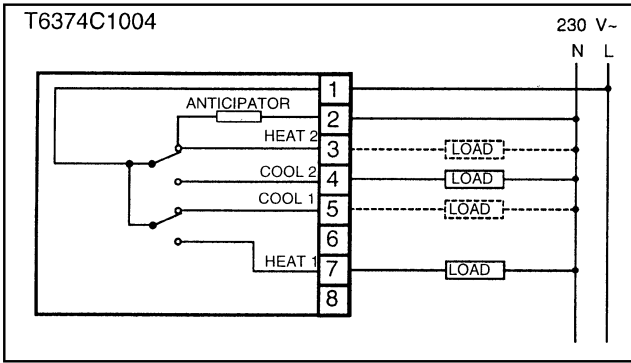 T6374C1004
230 V~
N L
1
ANTICIPATOR
2
HEAT 2
3
LOAD
COOL 2
4
LOAD
COOL 1
5
LOAD
6
HEAT 1
7
LOAD
8